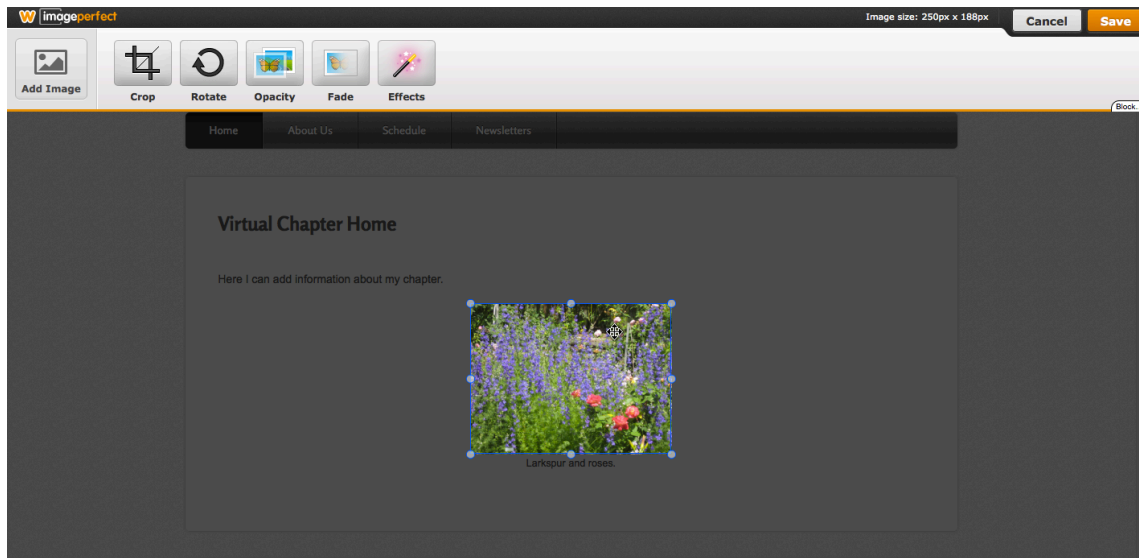 W imageperfect
Image size: 250px x 188px
Cancel
Save
Add Image
Crop
Rotate
Opacity
Fade
Effects
Block.
Home
About Us
Schedule
Newsletters
Virtual Chapter Home
Here I can add information about my chapter.
Larkspur and roses.